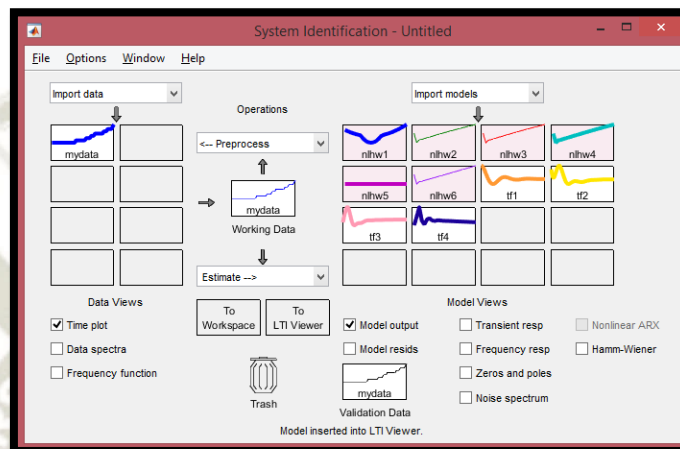 System Identification - Untitled
File Options Window Help
Import data
Operations
Import models
mydata
<-- Preprocess
nlhw1 nlhw2 nlhw3 nlhw4
mydata
Working Data
nlhw5 nlhw6 tf1 tf2
tf3 tf4
Estimate -->
Data Views
Time plot
Data spectra
Frequency function
To Workspace
To LTI Viewer
Trash
Model Views
Model output
Transient resp
Nonlinear ARX
Model resids
Frequency resp
Hamm-Wiener
Zeros and poles
Noise spectrum
mydata
Validation Data
Model inserted into LTI Viewer.